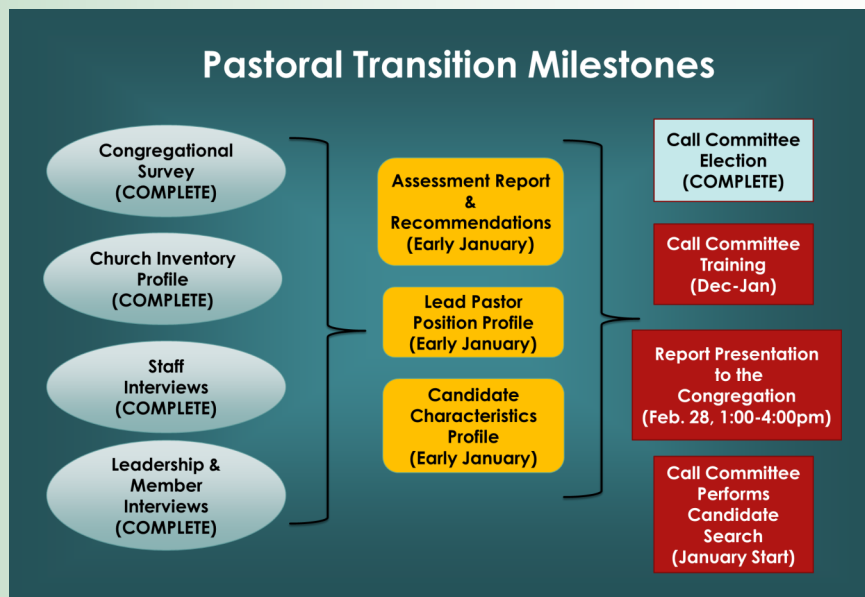 Pastoral Transition Milestones
Congregational
Survey
(COMPLETE)
Church Inventory
Profile
(COMPLETE)
Staff
Interviews
(COMPLETE)
Leadership &
Member
Interviews
(COMPLETE)
Assessment Report
&
Recommendations
(Early January)
Lead Pastor
Position Profile
(Early January)
Candidate
Characteristics
Profile
(Early January)
Call Committee
Election
(COMPLETE)
Call Committee
Training
(Dec-Jan)
Report Presentation
to the
Congregation
(Feb. 28, 1:00-4:00pm)
Call Committee
Performs
Candidate
Search
(January Start)